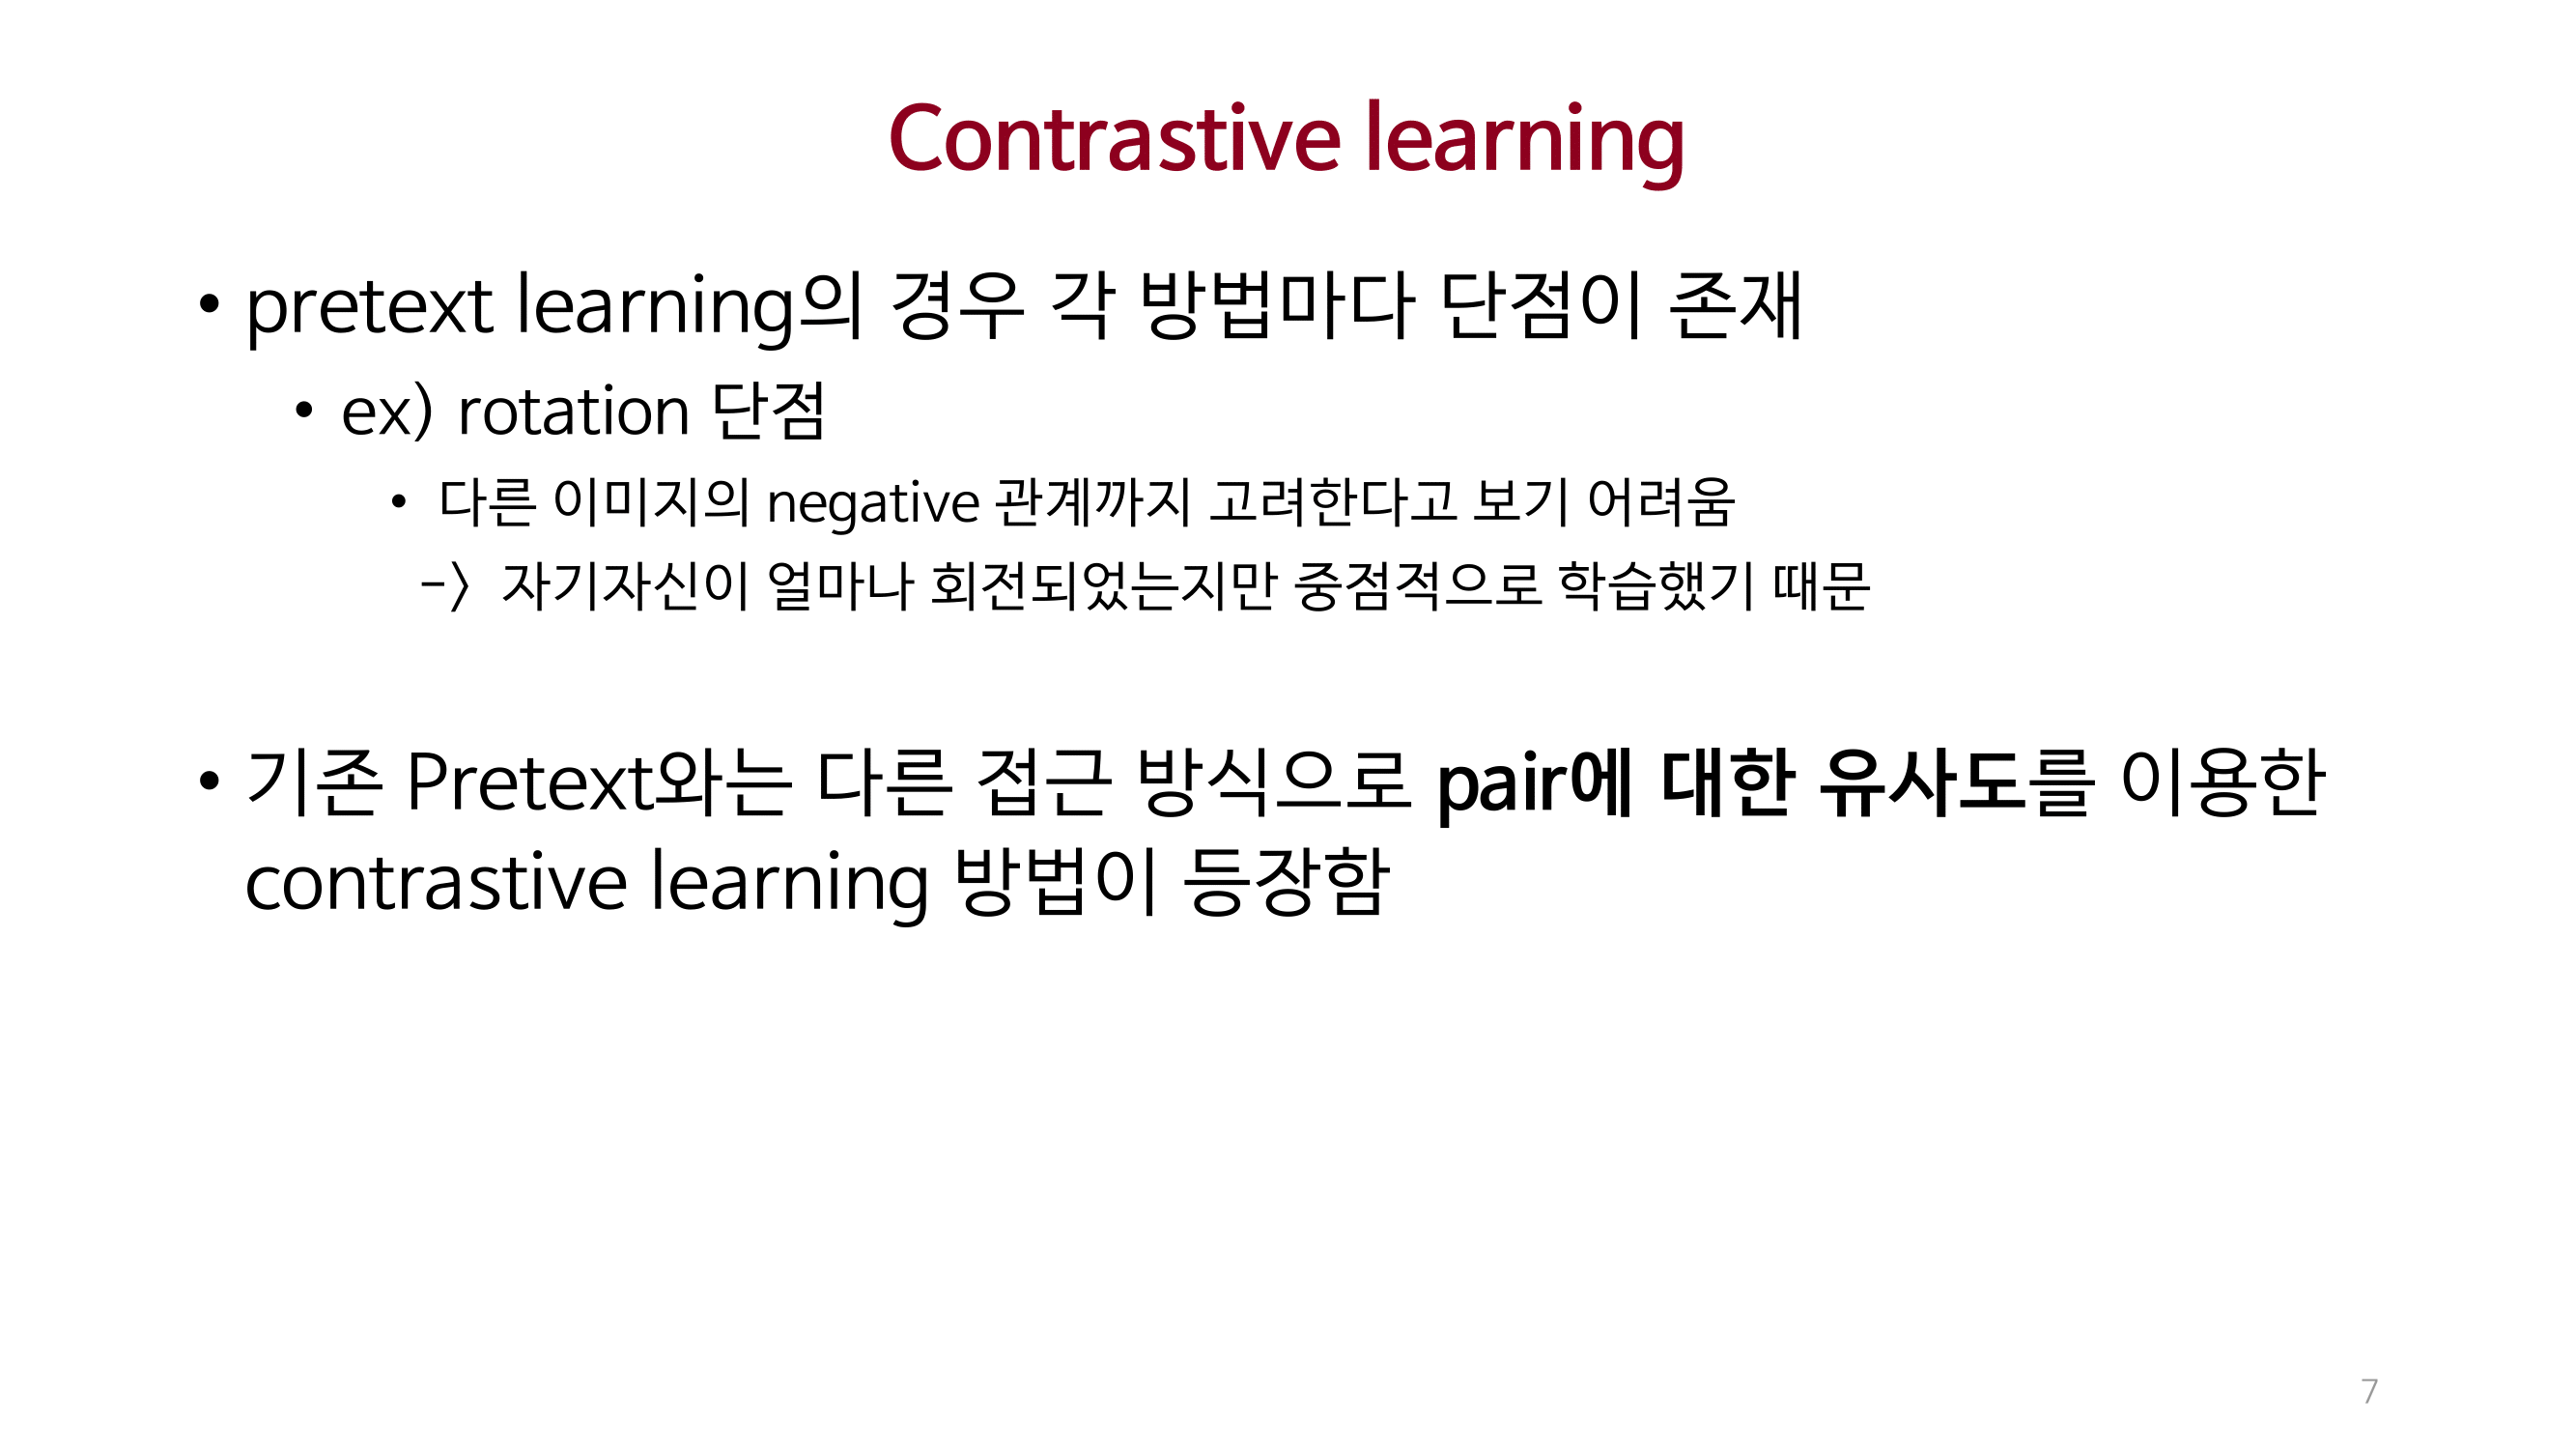 Contrastive learning
• pretext learning의 경우 각 방법마다 단점이 존재
• ex) rotation 단점
• 다른 이미지의 negative 관계까지 고려한다고 보기 어려움
-> 자기자신이 얼마나 회전되었는지만 중점적으로 학습했기 때문
• 기존 Pretext와는 다른 접근 방식으로 pair에 대한 유사도를 이용한
contrastive learning 방법이 등장함
7